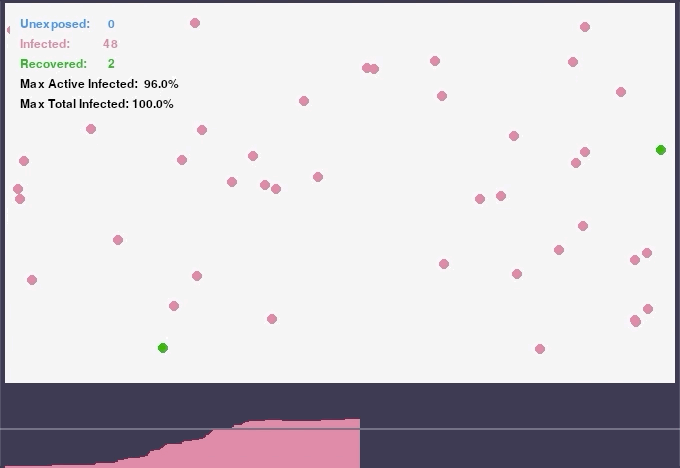 Unexposed: 0
Infected: 48
Recovered: 2
Max Active Infected: 96.0%
Max Total Infected: 100.0%